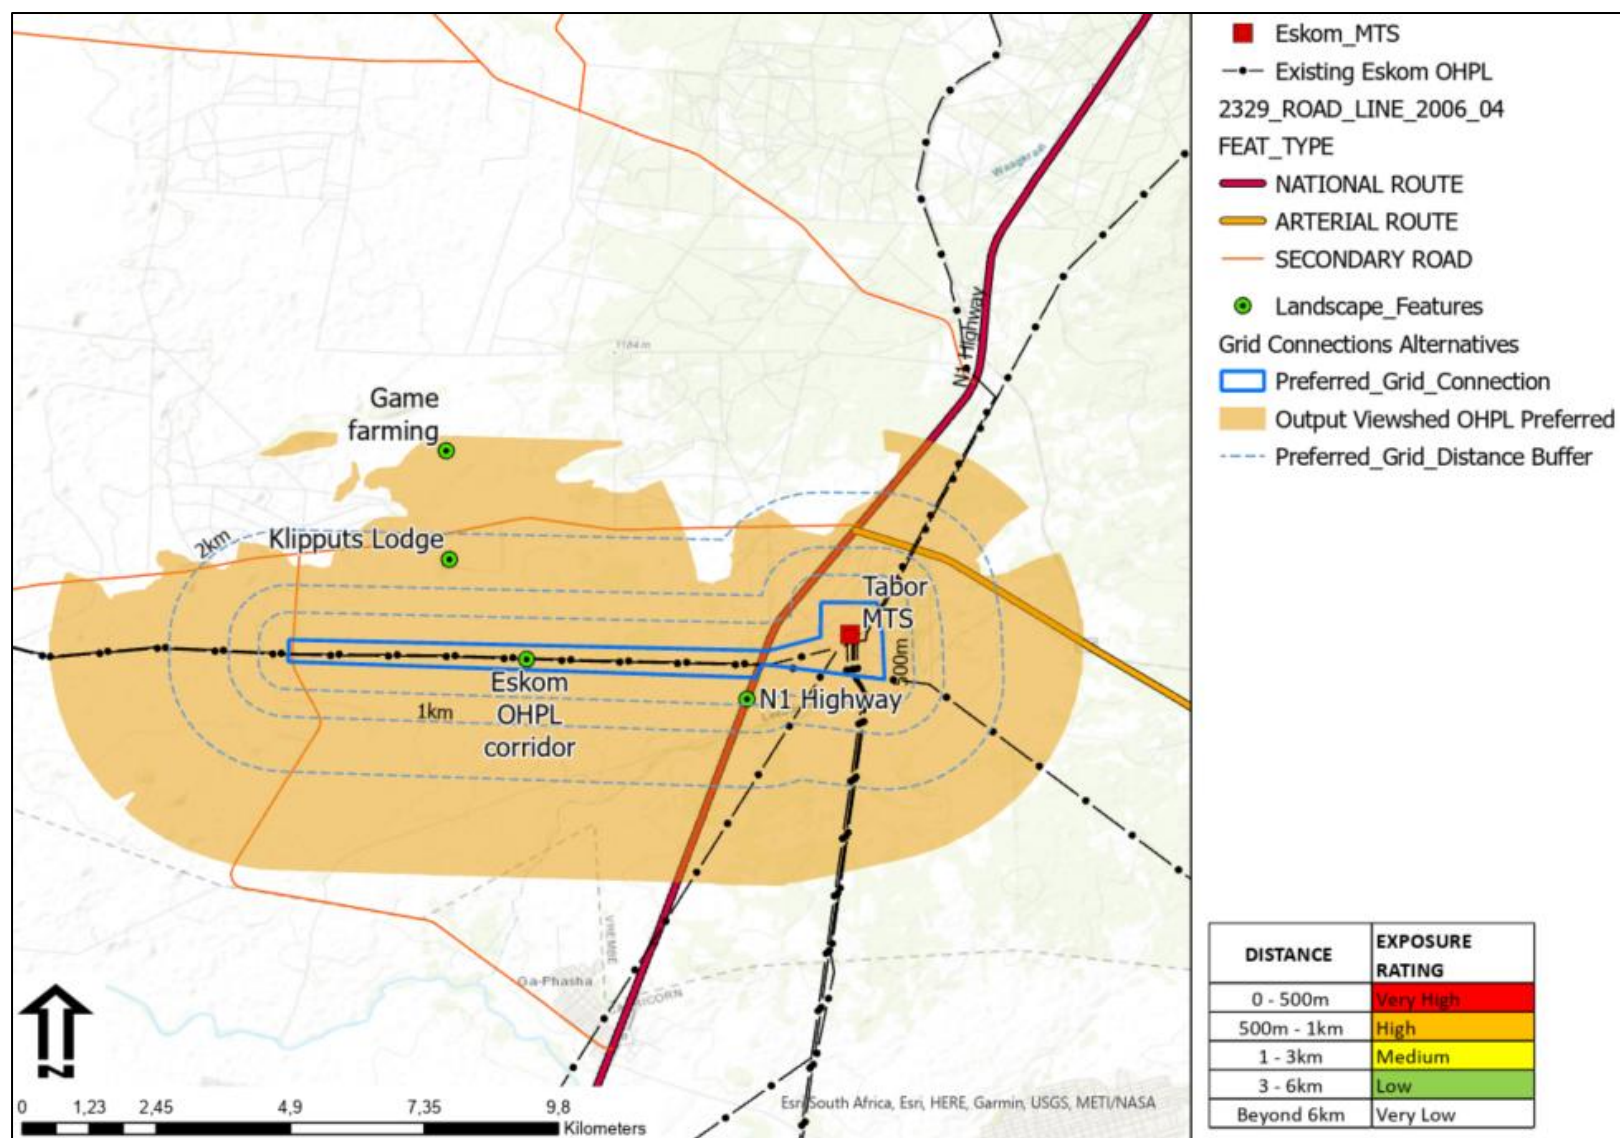 Eskom_MTS
Existing Eskom OHPL
2329_ROAD_LINE_2006_04
FEAT_TYPE
NATIONAL ROUTE
ARTERIAL ROUTE
SECONDARY ROAD
Landscape_Features
Grid Connections Alternatives
Preferred_Grid_Connection
Output Viewshed OHPL Preferred
Preferred_Grid_Distance Buffer
N1 Highway
1184m
Game
farming
2km
Klipputs Lodge
Tabor
MTS
500m
Eskom
OHPL
corridor
1km
N1 Highway
VHEMBE
Ga-Phasha
CAPRICORN
N
0 1,23 2,45 4,9 7,35 9,8
Kilometers
Esri South Africa, Esri, HERE, Garmin, USGS, METI/NASA
DISTANCE EXPOSURE
RATING
0 - 500m Very High
500m - 1km High
1 - 3km Medium
3 - 6km Low
Beyond 6km Very Low